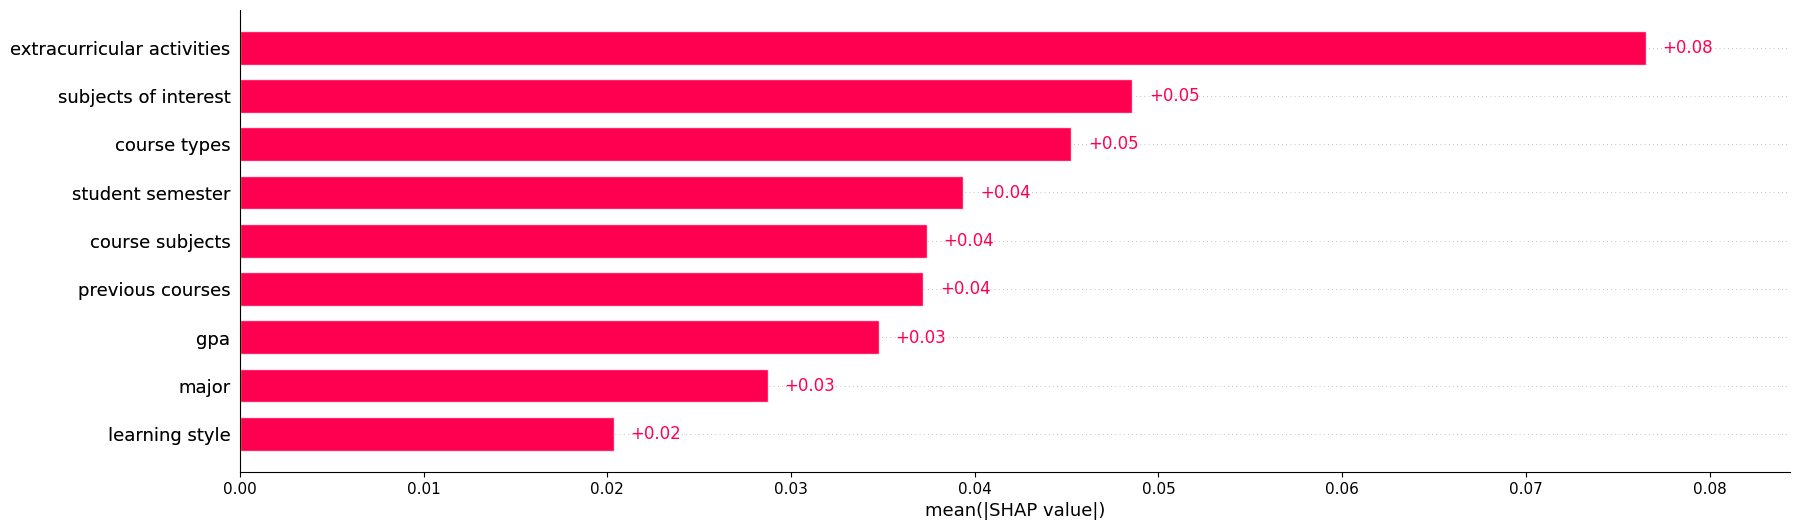 extracurricular activities +0.08
subjects of interest +0.05
course types +0.05
student semester +0.04
course subjects +0.04
previous courses +0.04
gpa +0.03
major +0.03
learning style +0.02
0.00 0.01 0.02 0.03 0.04 0.05 0.06 0.07 0.08
mean(|SHAP value|)